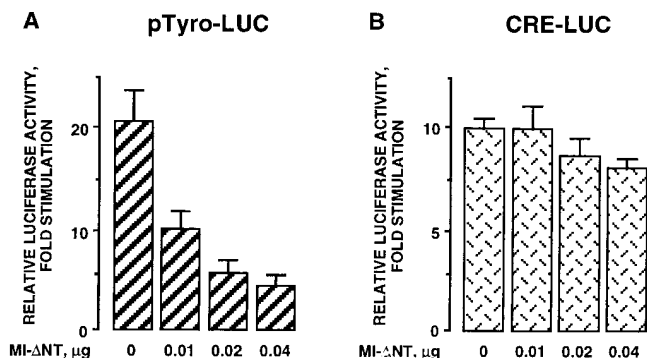 A
pTyro-LUC
RELATIVE LUCIFERASE ACTIVITY,
FOLD STIMULATION
20
10
0
MI-ΔNT, µg 0 0.01 0.02 0.04
B
CRE-LUC
RELATIVE LUCIFERASE ACTIVITY,
FOLD STIMULATION
10
5
0
MI-ΔNT, µg 0 0.01 0.02 0.04